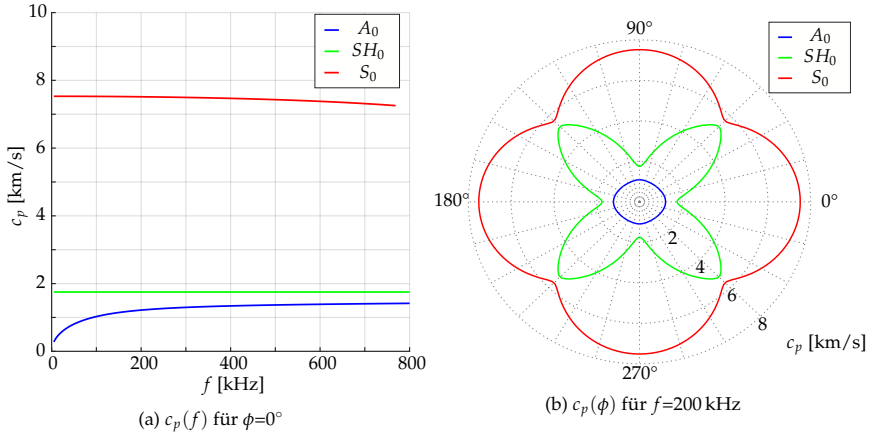 10
8
6
4
2
0
c_p [km/s]
0
200
400
600
800
f [kHz]
A_0
SH_0
S_0
(a) c_p(f) für ϕ=0°
90°
180°
0°
270°
2
4
6
8
c_p [km/s]
A_0
SH_0
S_0
(b) c_p(ϕ) für f=200 kHz